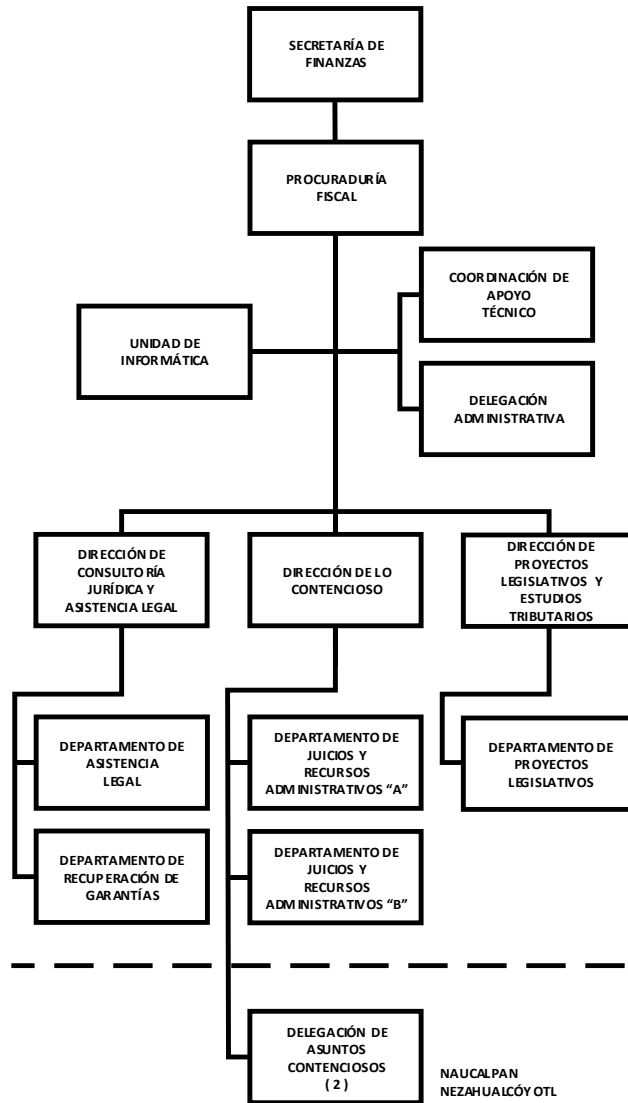 SECRETARÍA DE
FINANZAS
PROCURADURÍA
FISCAL
COORDINACIÓN DE
APOYO
TÉCNICO
UNIDAD DE
INFORMÁTICA
DELEGACIÓN
ADMINISTRATIVA
DIRECCIÓN DE
CONSULTORÍA
JURÍDICA Y
ASISTENCIA LEGAL
DIRECCIÓN DE LO
CONTENCIOSO
DIRECCIÓN DE
PROYECTOS
LEGISLATIVOS Y
ESTUDIOS
TRIBUTARIOS
DEPARTAMENTO DE
ASISTENCIA
LEGAL
DEPARTAMENTO DE
JUICIOS Y
RECURSOS
ADMINISTRATIVOS “A”
DEPARTAMENTO DE
PROYECTOS
LEGISLATIVOS
DEPARTAMENTO DE
RECUPERACIÓN DE
GARANTÍAS
DEPARTAMENTO DE
JUICIOS Y
RECURSOS
ADMINISTRATIVOS “B”
DELEGACIÓN DE
ASUNTOS
CONTENCIOSOS
( 2 )
NAUCALPAN
NEZAHUALCÓYOTL